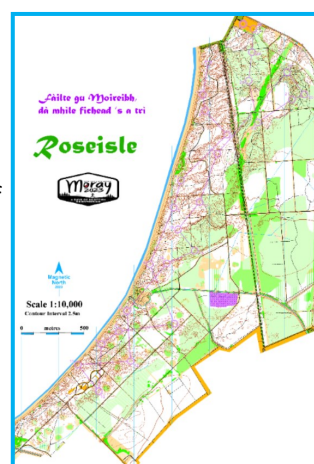 Fàilte gu Moireibh,
dà mhìle fichead 's a trì
Roseisle
Moray
2023
Magnetic
North
Scale 1:10,000
Contour Interval 2.5m
0 metres 500